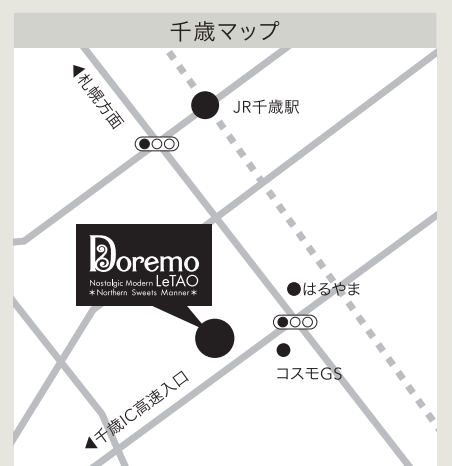 千歳マップ
▲札幌方面
JR千歳駅
Doremo
Nostalgic Modern LeTAO
*Northern Sweets Manner*
はるやま
コスモGS
▲千歳IC高速入口